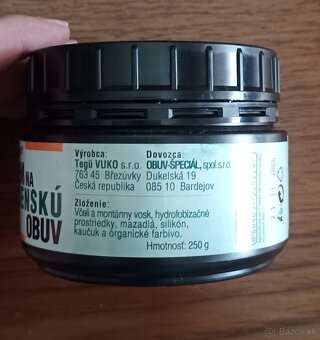 NA
ENSKÚ
OBUV
Výrobca:
Tegü VUKO s.r.o.
763 45 Březůvky
Česká republika
Dovozca:
OBUV-ŠPECIÁL, spol. s r.o.
Dukelská 19
085 10 Bardejov
Zloženie:
Včelí a montánny vosk, hydrofobizačné
prostriedky, mazadlá, silikón,
kaučuk a organické farbivo.
Hmotnosť: 250 g
© Bazos.sk